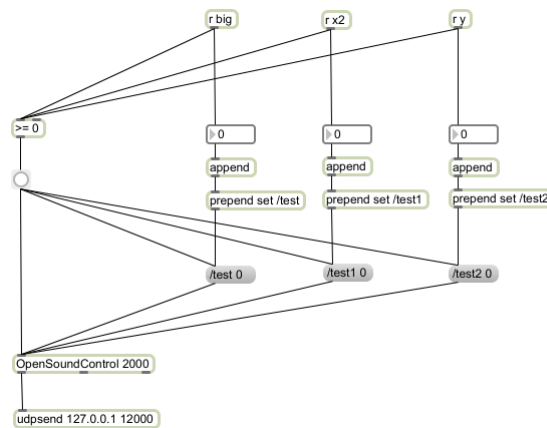 r big
r x2
r y
>= 0
0
0
0
append
append
append
prepend set /test
prepend set /test1
prepend set /test2
/test 0
/test1 0
/test2 0
OpenSoundControl 2000
udpsend 127.0.0.1 12000